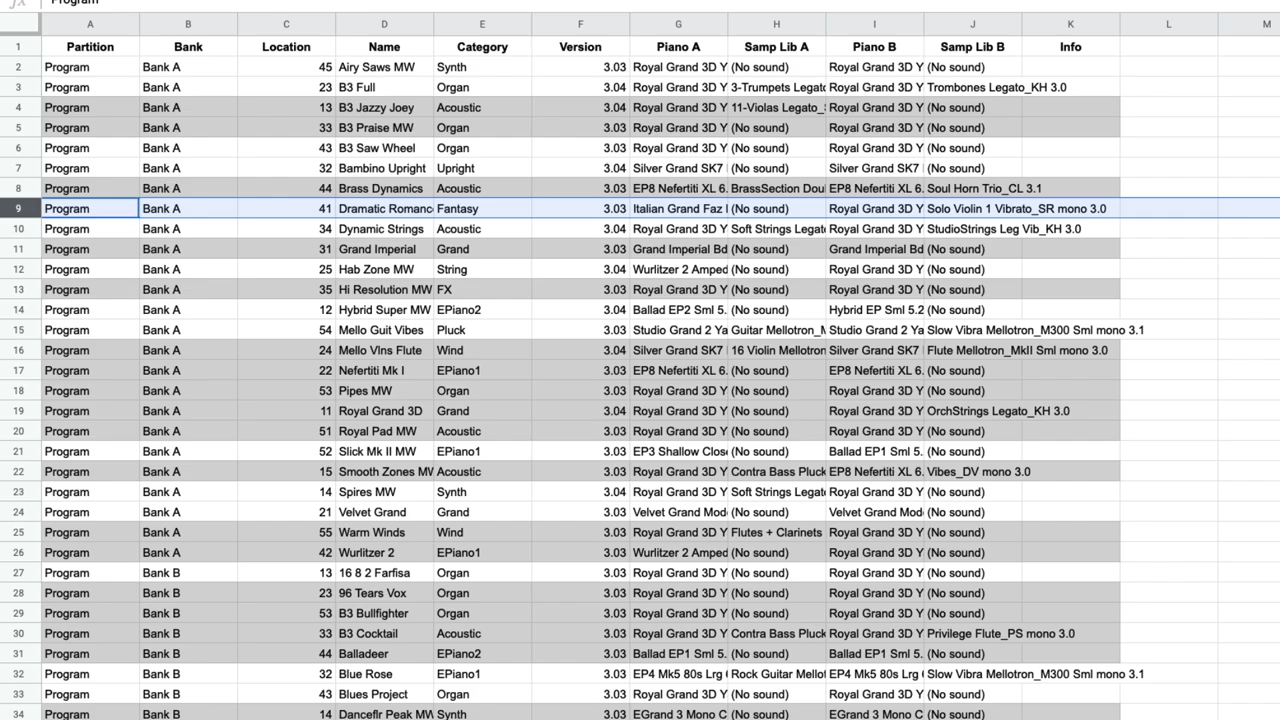 Program
A B C D E F G H I J K L M
1 Partition Bank Location Name Category Version Piano A Samp Lib A Piano B Samp Lib B Info
2 Program Bank A 45 Airy Saws MW Synth 3.03 Royal Grand 3D Y (No sound) Royal Grand 3D Y (No sound)
3 Program Bank A 23 B3 Full Organ 3.04 Royal Grand 3D Y 3-Trumpets Legato Royal Grand 3D Y Trombones Legato_KH 3.0
4 Program Bank A 13 B3 Jazzy Joey Acoustic 3.04 Royal Grand 3D Y 11-Violas Legato_ Royal Grand 3D Y (No sound)
5 Program Bank A 33 B3 Praise MW Organ 3.03 Royal Grand 3D Y (No sound) Royal Grand 3D Y (No sound)
6 Program Bank A 43 B3 Saw Wheel Organ 3.03 Royal Grand 3D Y (No sound) Royal Grand 3D Y (No sound)
7 Program Bank A 32 Bambino Upright Upright 3.04 Silver Grand SK7 (No sound) Silver Grand SK7 (No sound)
8 Program Bank A 44 Brass Dynamics Acoustic 3.03 EP8 Nefertiti XL 6. BrassSection Dou EP8 Nefertiti XL 6. Soul Horn Trio_CL 3.1
9 Program Bank A 41 Dramatic Romanc Fantasy 3.03 Italian Grand Faz (No sound) Royal Grand 3D Y Solo Violin 1 Vibrato_SR mono 3.0
10 Program Bank A 34 Dynamic Strings Acoustic 3.04 Royal Grand 3D Y Soft Strings Legat Royal Grand 3D Y StudioStrings Leg Vib_KH 3.0
11 Program Bank A 31 Grand Imperial Grand 3.03 Grand Imperial Bd (No sound) Grand Imperial Bd (No sound)
12 Program Bank A 25 Hab Zone MW String 3.04 Wurlitzer 2 Amped (No sound) Royal Grand 3D Y (No sound)
13 Program Bank A 35 Hi Resolution MW FX 3.03 Royal Grand 3D Y (No sound) Royal Grand 3D Y (No sound)
14 Program Bank A 12 Hybrid Super MW EPiano2 3.04 Ballad EP2 Sml 5. (No sound) Hybrid EP Sml 5.2 (No sound)
15 Program Bank A 54 Mello Guit Vibes Pluck 3.03 Studio Grand 2 Ya Guitar Mellotron_M Studio Grand 2 Ya Slow Vibra Mellotron_M300 Sml mono 3.1
16 Program Bank A 24 Mello Vlns Flute Wind 3.04 Silver Grand SK7 16 Violin Mellotron Silver Grand SK7 Flute Mellotron_MkII Sml mono 3.0
17 Program Bank A 22 Nefertiti Mk I EPiano1 3.03 EP8 Nefertiti XL 6. (No sound) EP8 Nefertiti XL 6. (No sound)
18 Program Bank A 53 Pipes MW Organ 3.03 Royal Grand 3D Y (No sound) Royal Grand 3D Y (No sound)
19 Program Bank A 11 Royal Grand 3D Grand 3.04 Royal Grand 3D Y (No sound) Royal Grand 3D Y OrchStrings Legato_KH 3.0
20 Program Bank A 51 Royal Pad MW Acoustic 3.03 Royal Grand 3D Y (No sound) Royal Grand 3D Y (No sound)
21 Program Bank A 52 Slick Mk II MW EPiano1 3.03 EP3 Shallow Close (No sound) Ballad EP1 Sml 5. (No sound)
22 Program Bank A 15 Smooth Zones MW Acoustic 3.03 Royal Grand 3D Y Contra Bass Pluck EP8 Nefertiti XL 6. Vibes_DV mono 3.0
23 Program Bank A 14 Spires MW Synth 3.04 Royal Grand 3D Y Soft Strings Legat Royal Grand 3D Y (No sound)
24 Program Bank A 21 Velvet Grand Grand 3.03 Velvet Grand Mod (No sound) Velvet Grand Mod (No sound)
25 Program Bank A 55 Warm Winds Wind 3.03 Royal Grand 3D Y Flutes + Clarinets Royal Grand 3D Y (No sound)
26 Program Bank A 42 Wurlitzer 2 EPiano1 3.03 Wurlitzer 2 Amped (No sound) Royal Grand 3D Y (No sound)
27 Program Bank B 13 16 8 2 Farfisa Organ 3.03 Royal Grand 3D Y (No sound) Royal Grand 3D Y (No sound)
28 Program Bank B 23 96 Tears Vox Organ 3.03 Royal Grand 3D Y (No sound) Royal Grand 3D Y (No sound)
29 Program Bank B 53 B3 Bullfighter Organ 3.03 Royal Grand 3D Y (No sound) Royal Grand 3D Y (No sound)
30 Program Bank B 33 B3 Cocktail Acoustic 3.03 Royal Grand 3D Y Contra Bass Pluck Royal Grand 3D Y Privilege Flute_PS mono 3.0
31 Program Bank B 44 Balladeer EPiano2 3.03 Ballad EP1 Sml 5. (No sound) Ballad EP1 Sml 5. (No sound)
32 Program Bank B 32 Blue Rose EPiano1 3.03 EP4 Mk5 80s Lrg Rock Guitar Mellot EP4 Mk5 80s Lrg Slow Vibra Mellotron_M300 Sml mono 3.1
33 Program Bank B 43 Blues Project Organ 3.03 Royal Grand 3D Y (No sound) Royal Grand 3D Y (No sound)
34 Program Bank B 14 Danceflr Peak MW Synth 3.03 EGrand 3 Mono C (No sound) EGrand 3 Mono C (No sound)